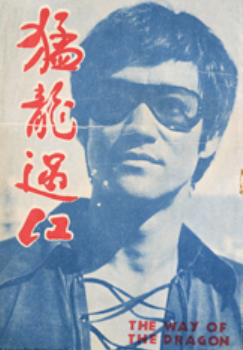 猛
龍
過
江
THE WAY OF
THE DRAGON